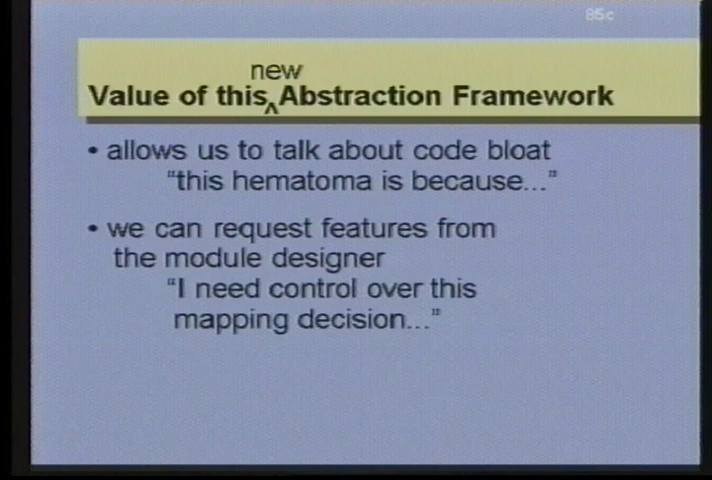 85c
new
Value of this‸Abstraction Framework
• allows us to talk about code bloat
"this hematoma is because..."
• we can request features from
the module designer
"I need control over this
mapping decision..."